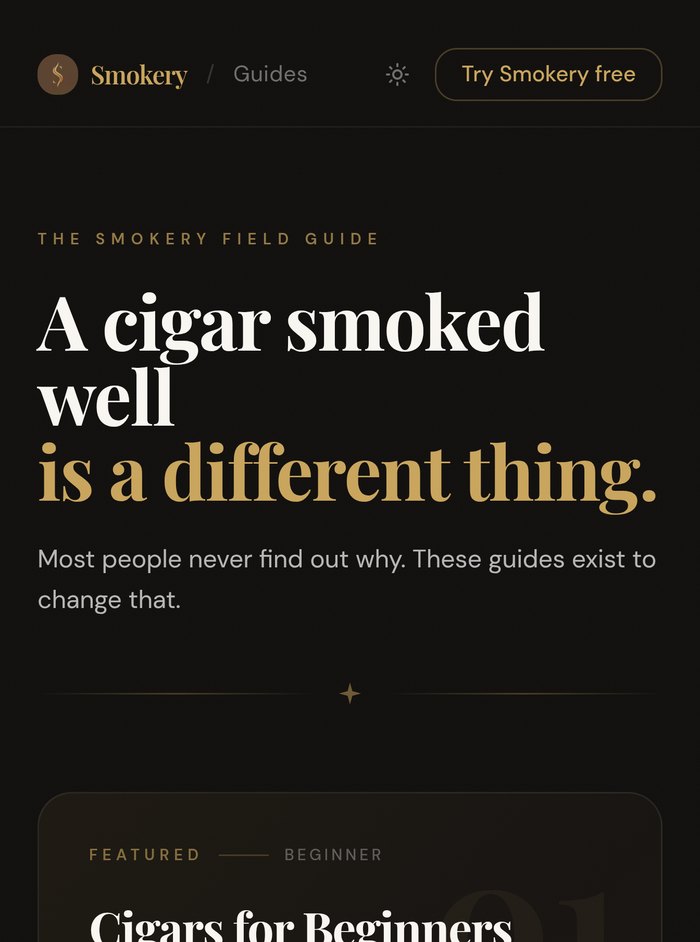 $ Smokery / Guides Try Smokery free
THE SMOKERY FIELD GUIDE
A cigar smoked
well
is a different thing.
Most people never find out why. These guides exist to
change that.
FEATURED BEGINNER
01
Cigars for Beginners